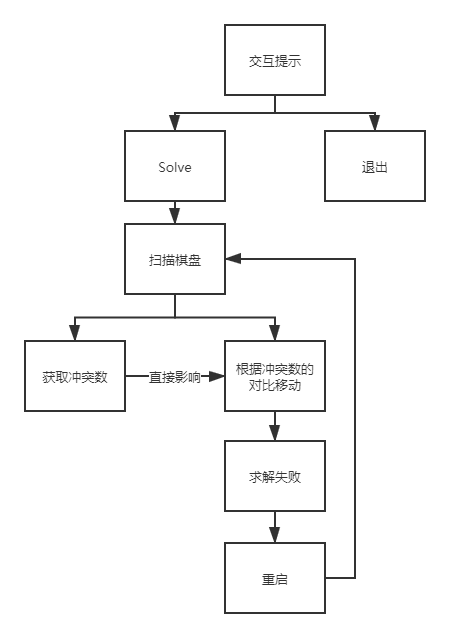 交互提示
Solve
退出
扫描棋盘
获取冲突数
直接影响
根据冲突数的
对比移动
求解失败
重启